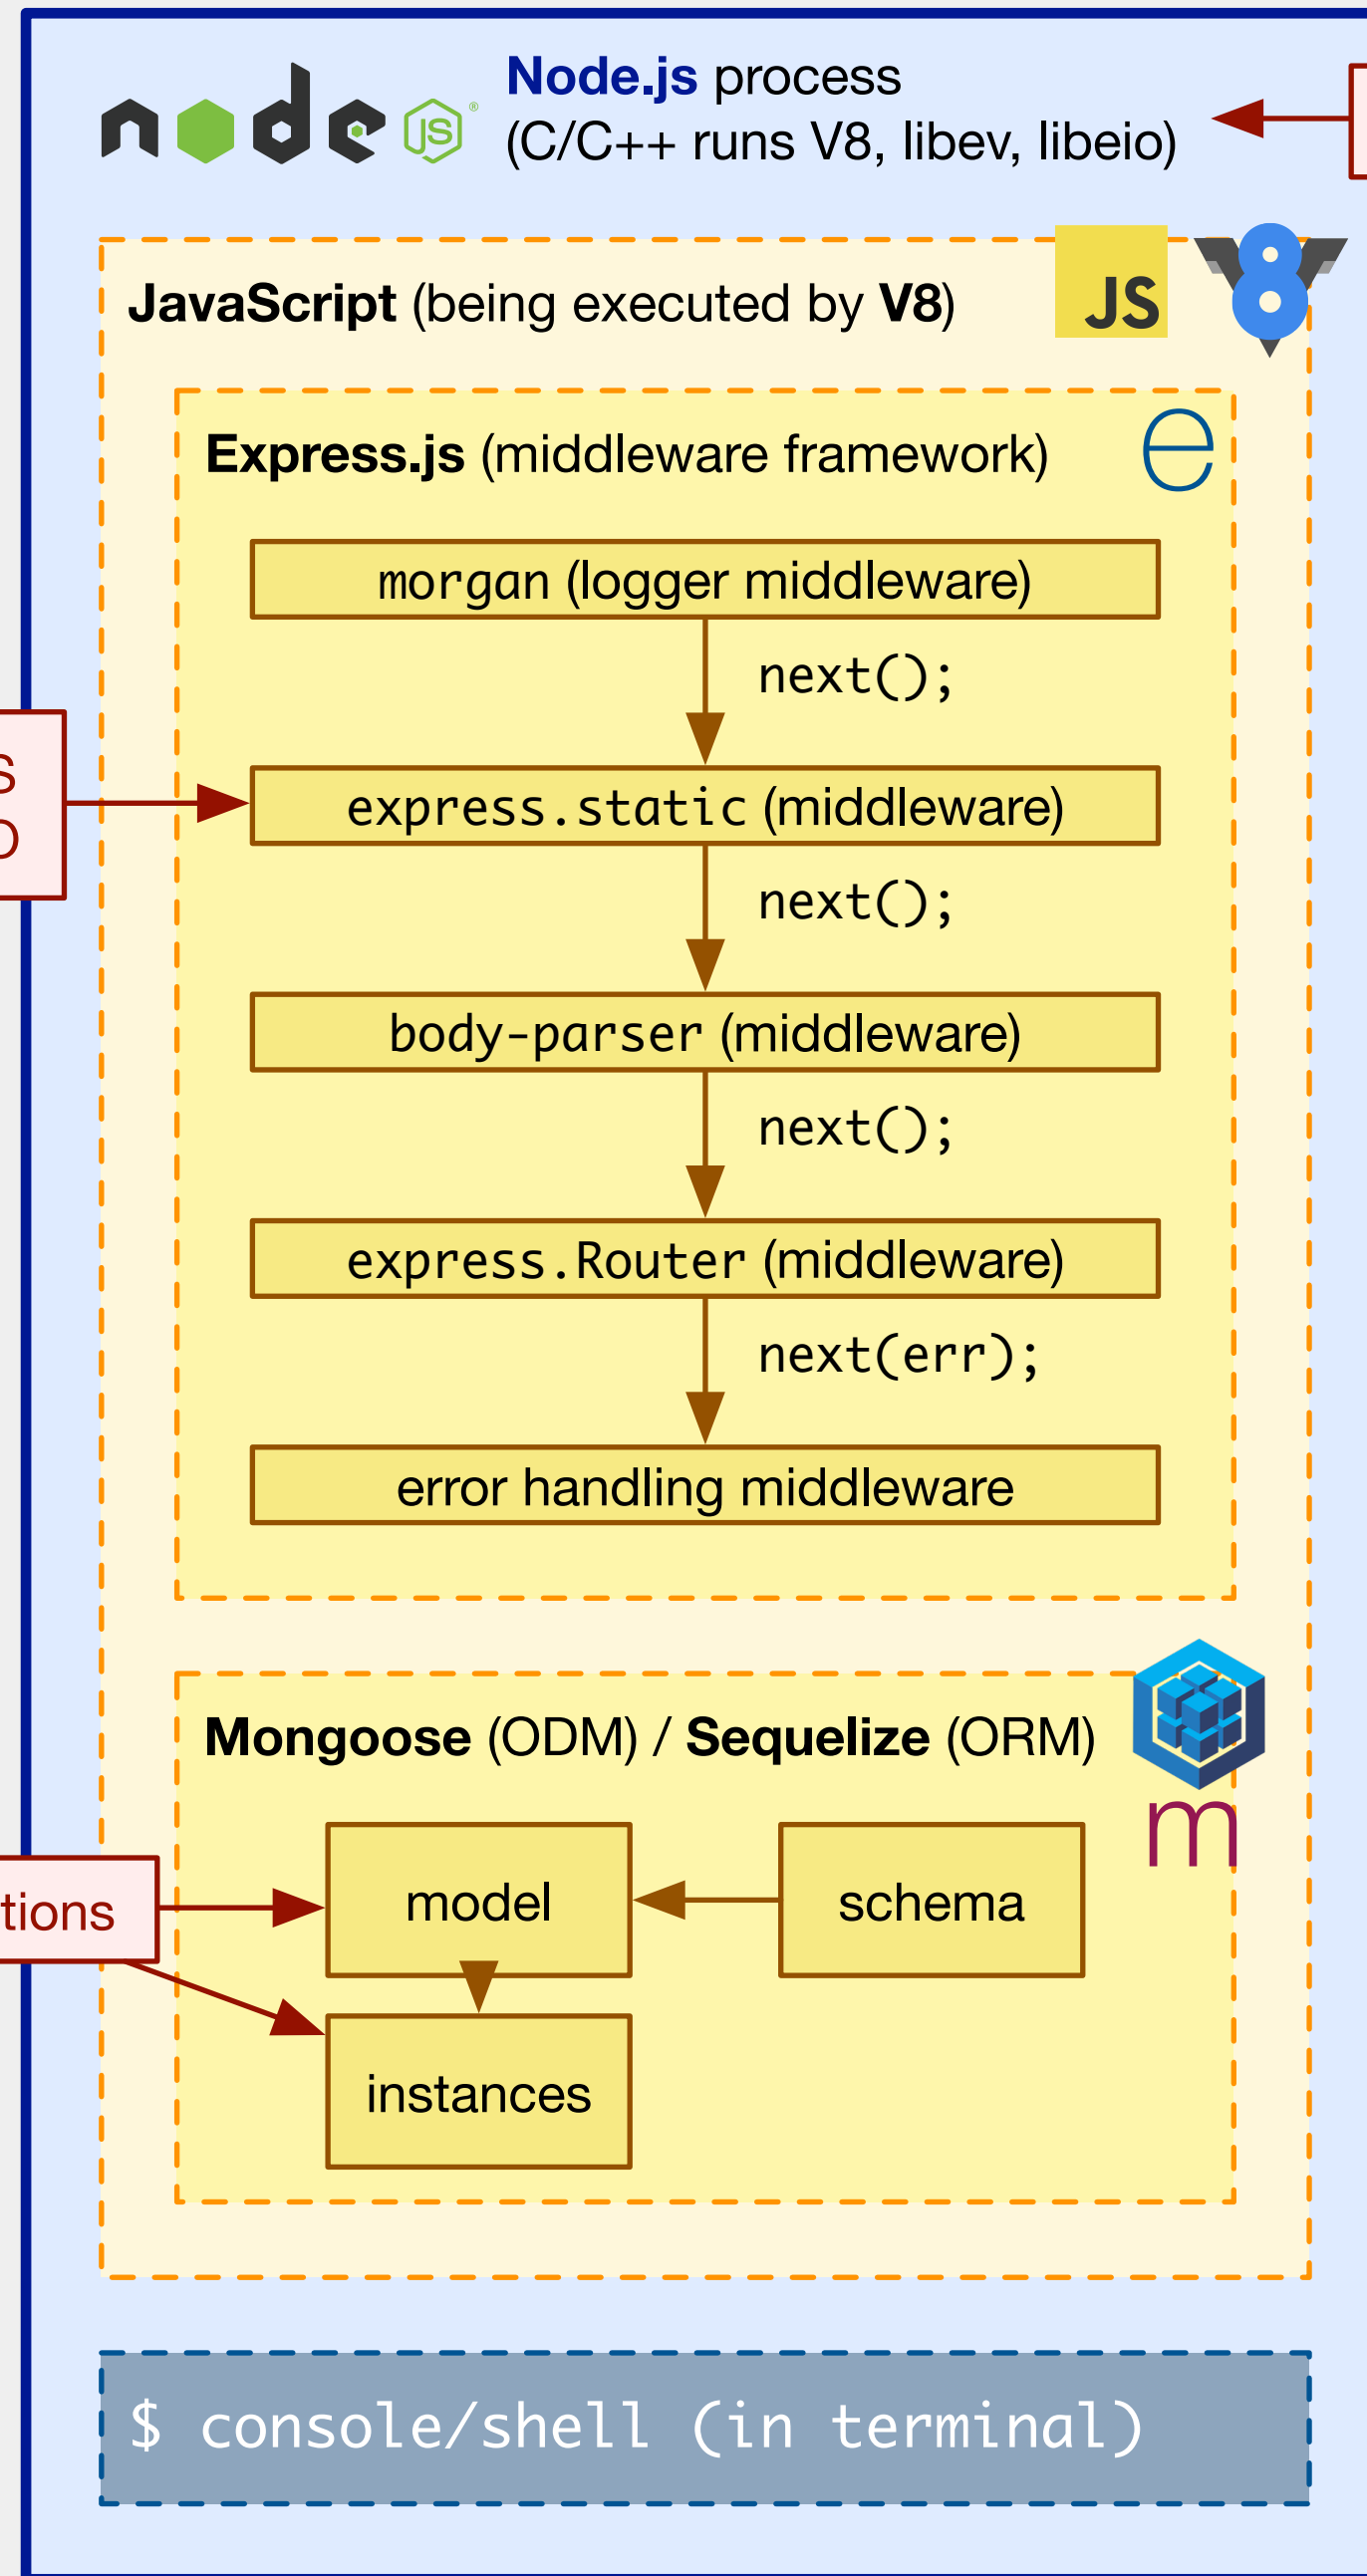 node JS ®
Node.js process
(C/C++ runs V8, libev, libeio)
JavaScript (being executed by V8)
JS
8
Express.js (middleware framework)
e
morgan (logger middleware)
next();
express.static (middleware)
next();
body-parser (middleware)
next();
express.Router (middleware)
next(err);
error handling middleware
Mongoose (ODM) / Sequelize (ORM)
m
model
schema
tions
instances
$ console/shell (in terminal)